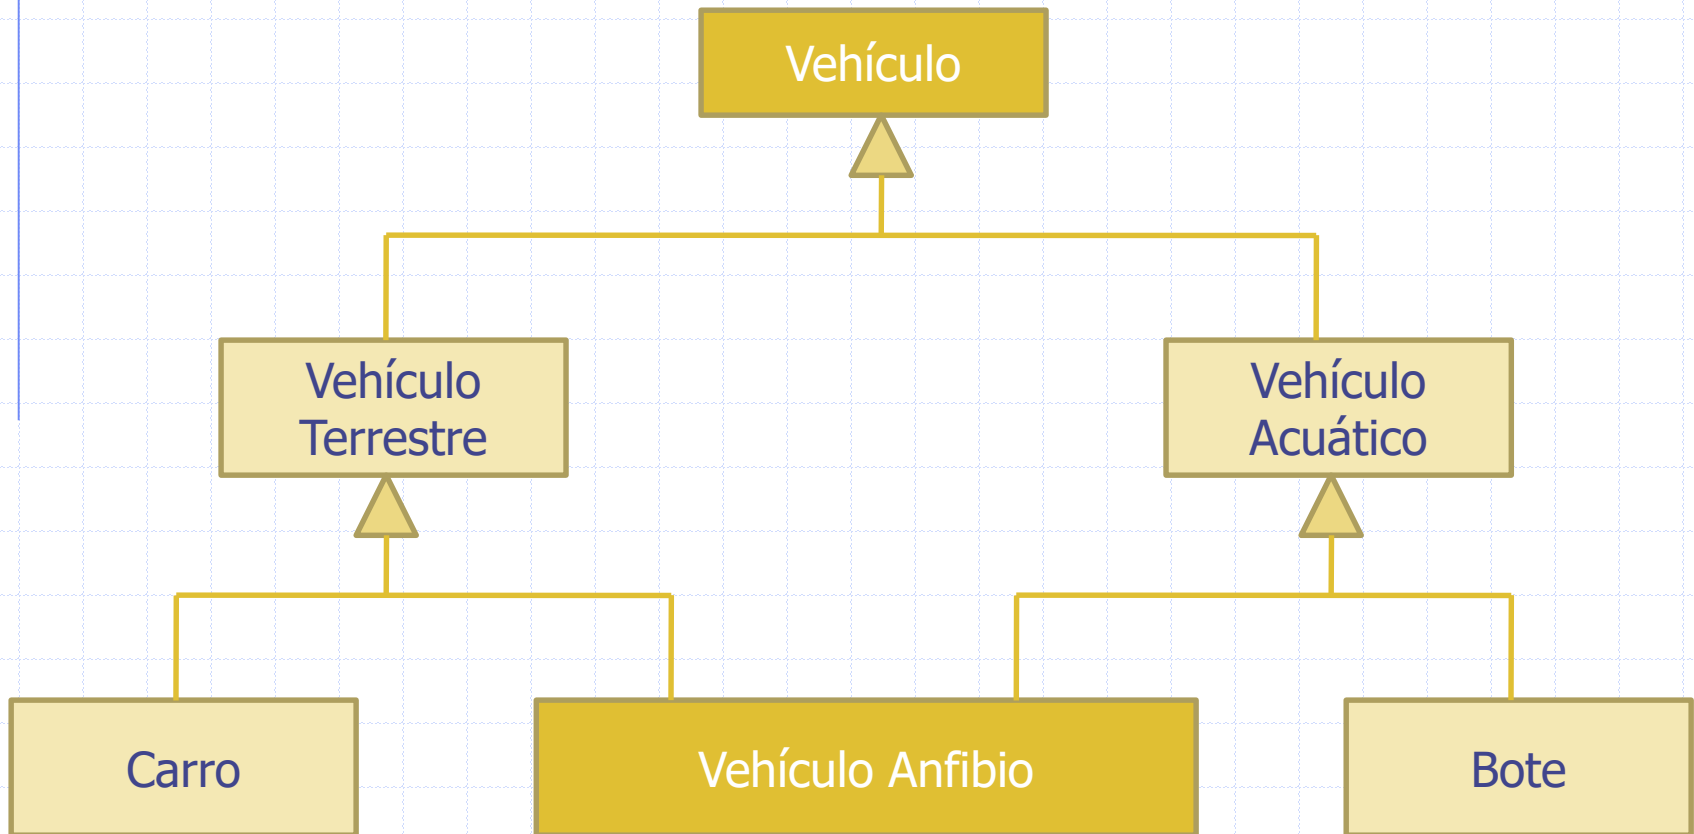 Vehículo
Vehículo
Terrestre
Vehículo
Acuático
Carro
Vehículo Anfibio
Bote